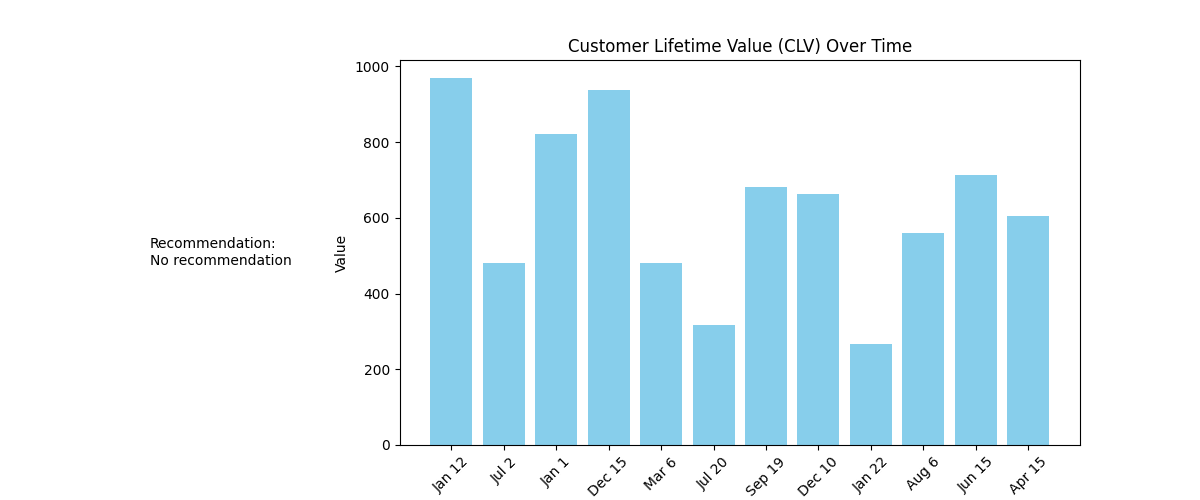 Customer Lifetime Value (CLV) Over Time
Recommendation:
No recommendation
Value
1000
800
600
400
200
0
Jan 12
Jul 2
Jan 1
Dec 15
Mar 6
Jul 20
Sep 19
Dec 10
Jan 22
Aug 6
Jun 15
Apr 15